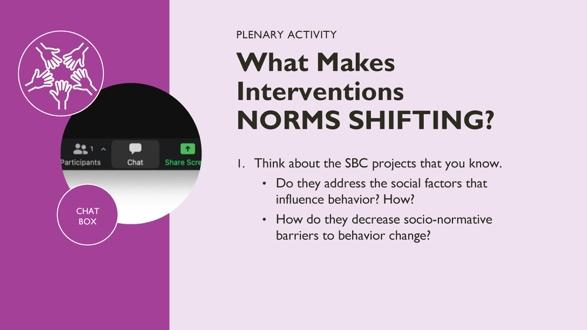 PLENARY ACTIVITY
What Makes
Interventions
NORMS SHIFTING?
1. Think about the SBC projects that you know.
• Do they address the social factors that
influence behavior? How?
• How do they decrease socio-normative
barriers to behavior change?
1
Participants
Chat
Share Scre
CHAT
BOX